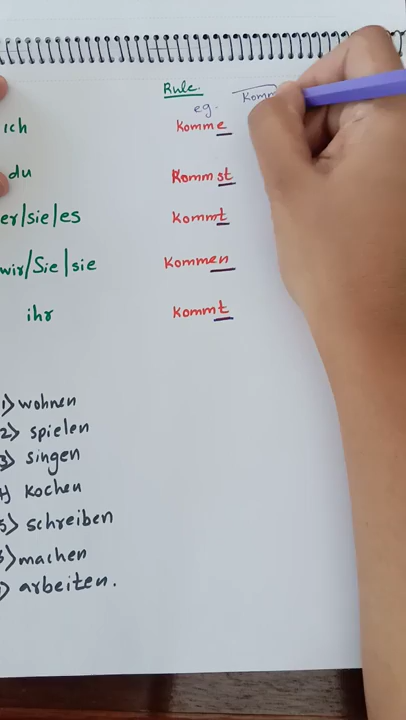 Rule.
eg. Komm
ich Komme
du Kommst
er/sie/es Kommt
wir/Sie/sie Kommen
ihr Kommt
1) wohnen
2) spielen
3) singen
4) Kochen
5) schreiben
6) machen
) arbeiten.